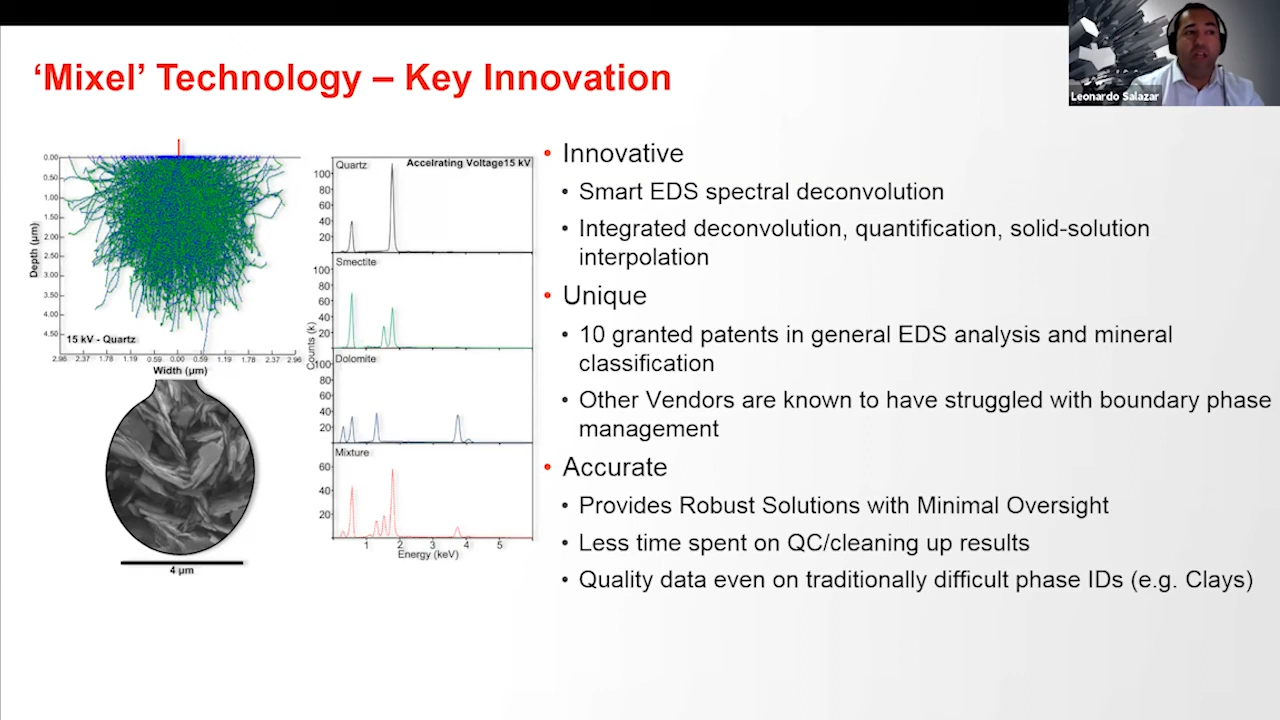 ‘Mixel’ Technology – Key Innovation
Leonardo Salazar
0.00
0.50
1.00
1.50
2.00
2.50
3.00
3.50
4.00
4.50
Depth (µm)
15 kV - Quartz
2.96 2.37 1.78 1.19 0.59 0.00 0.59 1.19 1.78 2.37 2.96
Width (µm)
4 µm
Quartz
Accelrating Voltage15 kV
100
80
60
40
20
Smectite
100
80
60
40
20
Counts (k)
Dolomite
100
80
60
40
20
Mixture
60
40
20
1 2 3 4 5
Energy (keV)
• Innovative
• Smart EDS spectral deconvolution
• Integrated deconvolution, quantification, solid-solution
interpolation
• Unique
• 10 granted patents in general EDS analysis and mineral
classification
• Other Vendors are known to have struggled with boundary phase
management
• Accurate
• Provides Robust Solutions with Minimal Oversight
• Less time spent on QC/cleaning up results
• Quality data even on traditionally difficult phase IDs (e.g. Clays)